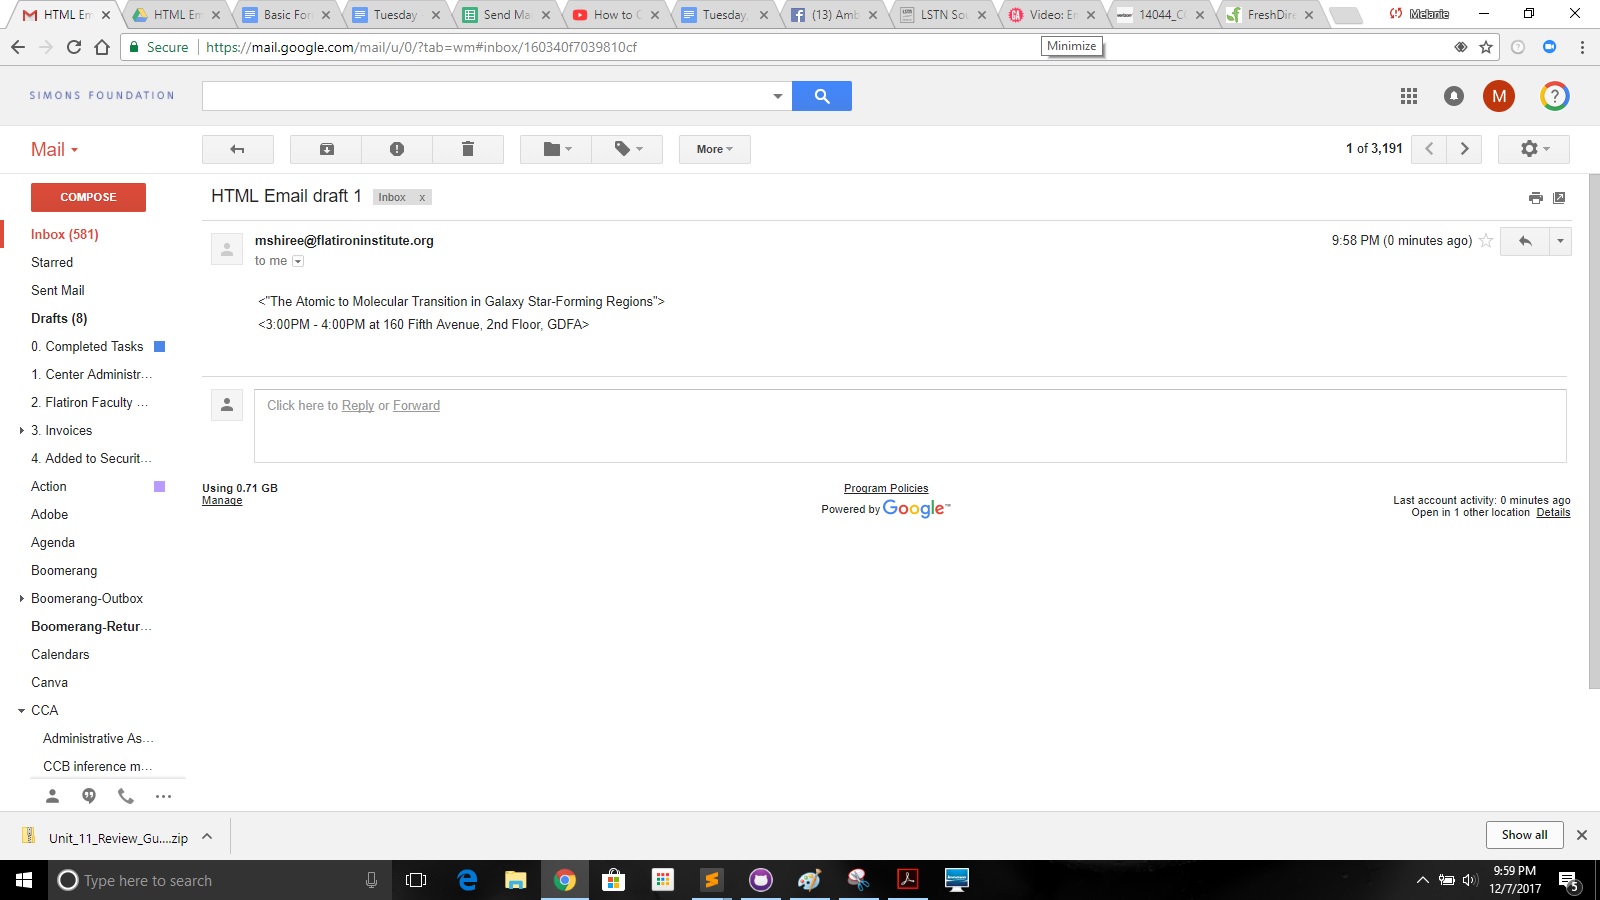 HTML Em
HTML Em
Basic For
Tuesday
Send Ma
How to C
Tuesday,
(13) Amb
LSTN Sou
Video: Er
14044_C
FreshDire
Melanie
Secure
https://mail.google.com/mail/u/0/?tab=wm#inbox/160340f7039810cf
Minimize
SIMONS FOUNDATION
M
?
Mail
More
1 of 3,191
COMPOSE
HTML Email draft 1
Inbox x
Inbox (581)
Starred
Sent Mail
Drafts (8)
0. Completed Tasks
1. Center Administr...
2. Flatiron Faculty ...
3. Invoices
4. Added to Securit...
Action
Adobe
Agenda
Boomerang
Boomerang-Outbox
Boomerang-Retur...
Calendars
Canva
CCA
Administrative As...
CCB inference m...
mshiree@flatironinstitute.org
9:58 PM (0 minutes ago)
to me
<"The Atomic to Molecular Transition in Galaxy Star-Forming Regions">
<3:00PM - 4:00PM at 160 Fifth Avenue, 2nd Floor, GDFA>
Click here to Reply or Forward
Using 0.71 GB
Manage
Program Policies
Powered by Google™
Last account activity: 0 minutes ago
Open in 1 other location Details
Unit_11_Review_Gu....zip
Show all
Type here to search
9:59 PM
12/7/2017
5